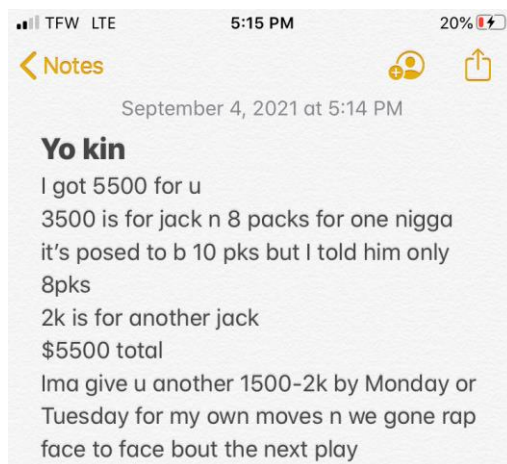 TFW LTE 5:15 PM 20%
Notes
September 4, 2021 at 5:14 PM
Yo kin
I got 5500 for u
3500 is for jack n 8 packs for one nigga
it's posed to b 10 pks but I told him only
8pks
2k is for another jack
$5500 total
Ima give u another 1500-2k by Monday or
Tuesday for my own moves n we gone rap
face to face bout the next play